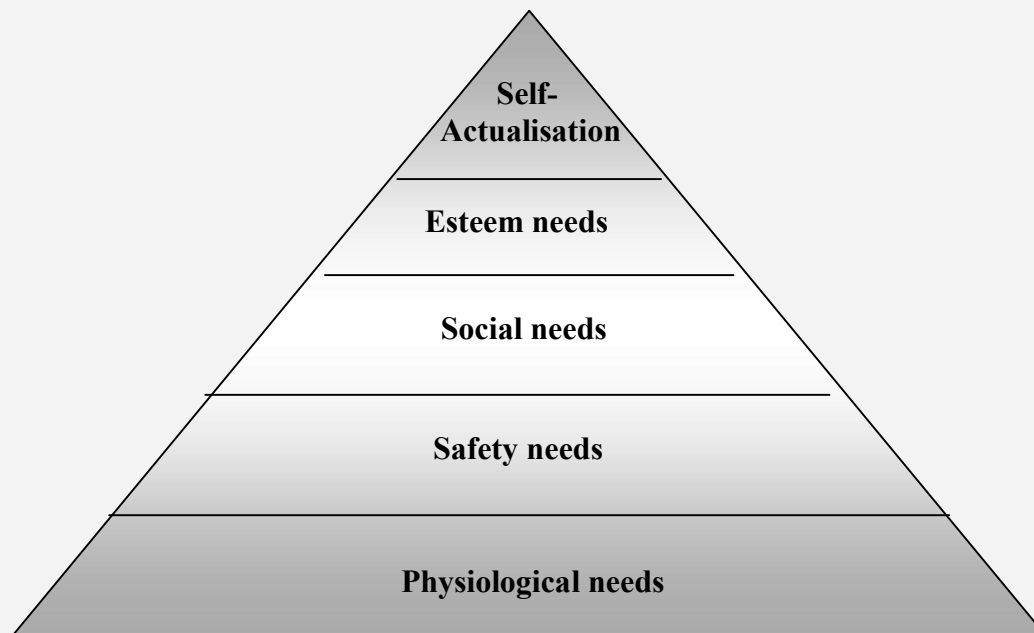 Self-
Actualisation
Esteem needs
Social needs
Safety needs
Physiological needs